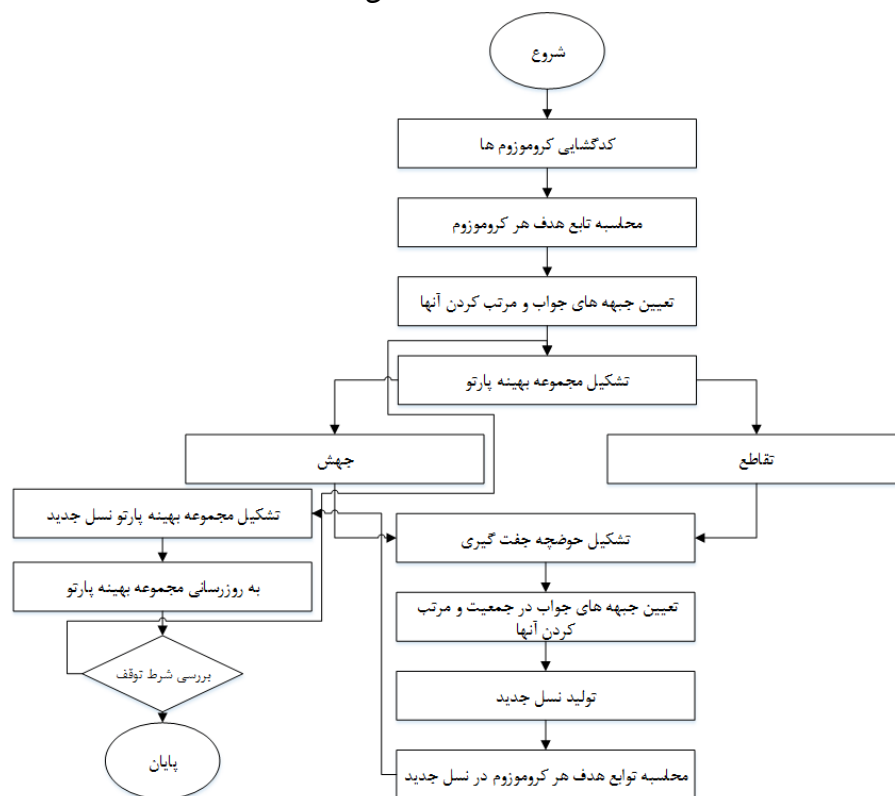 شروع
کدگشایی کروموزوم ها
محاسبه تابع هدف هر کروموزوم
تعیین جبهه های جواب و مرتب کردن آنها
تشکیل مجموعه بهینه پارتو
جهش
تقاطع
تشکیل مجموعه بهینه پارتو نسل جدید
تشکیل حوضچه جفت گیری
به روزرسانی مجموعه بهینه پارتو
تعیین جبهه های جواب در جمعیت و مرتب
کردن آنها
بررسی شرط توقف
تولید نسل جدید
پایان
محاسبه توابع هدف هر کروموزوم در نسل جدید